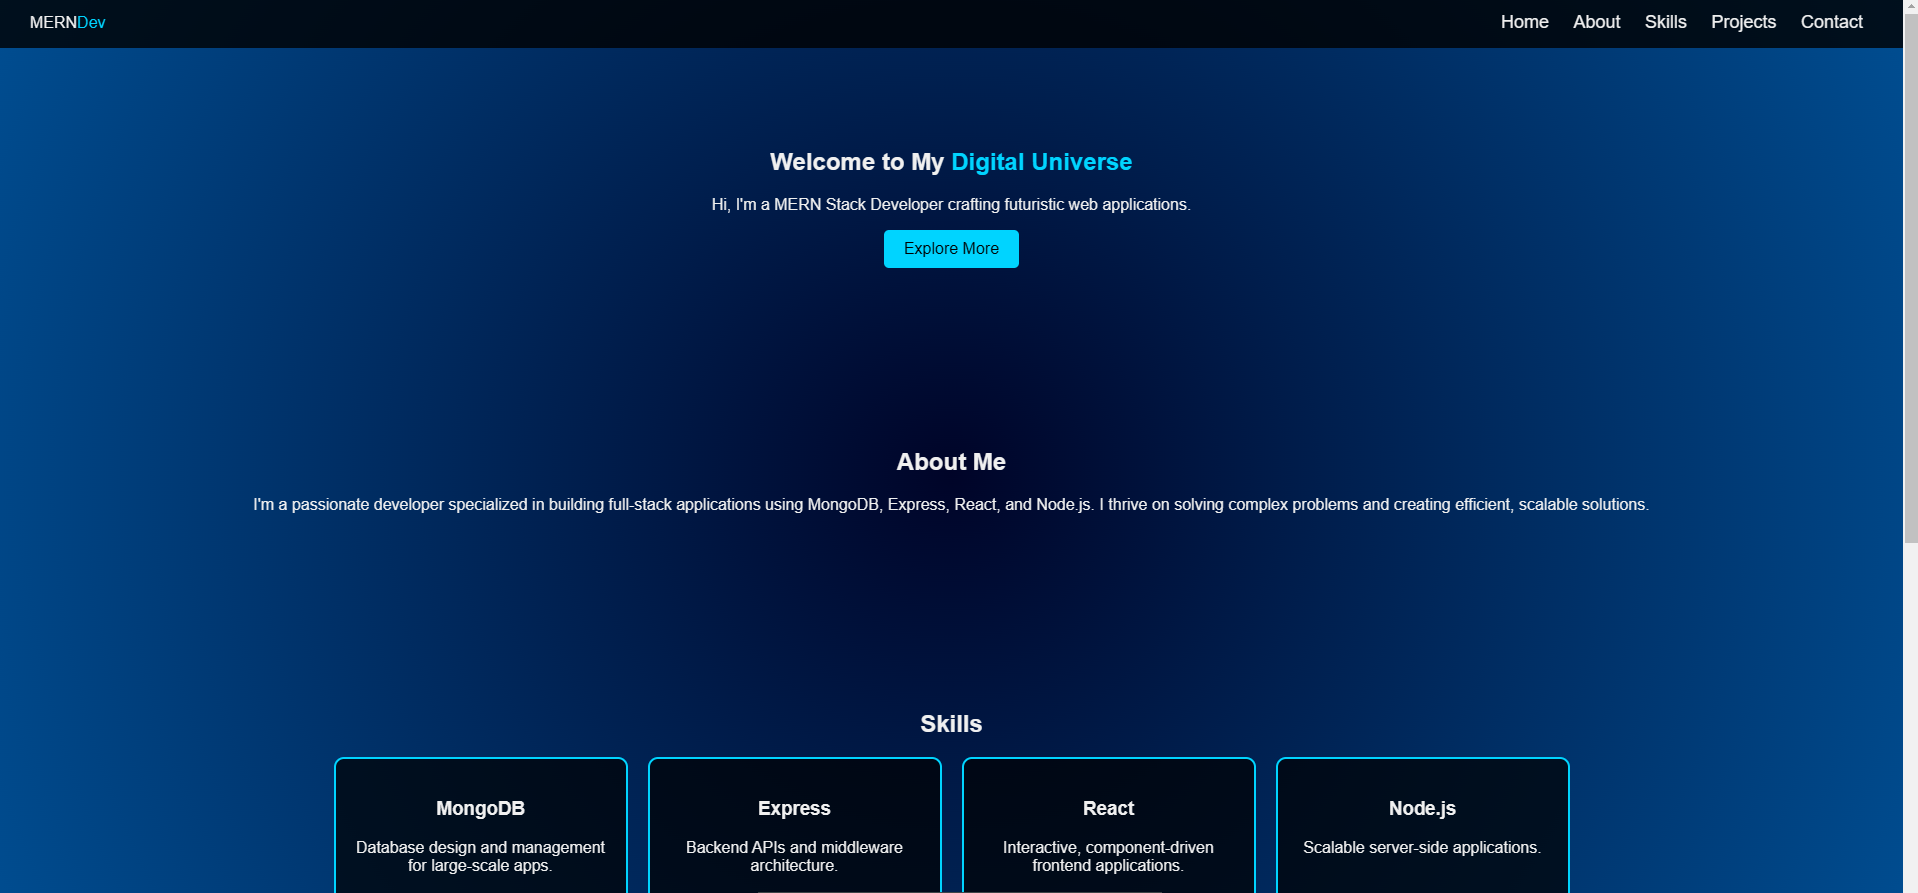 MERNDev
Home About Skills Projects Contact
Welcome to My Digital Universe
Hi, I'm a MERN Stack Developer crafting futuristic web applications.
Explore More
About Me
I'm a passionate developer specialized in building full-stack applications using MongoDB, Express, React, and Node.js. I thrive on solving complex problems and creating efficient, scalable solutions.
Skills
MongoDB
Database design and management
for large-scale apps.
Express
Backend APIs and middleware
architecture.
React
Interactive, component-driven
frontend applications.
Node.js
Scalable server-side applications.